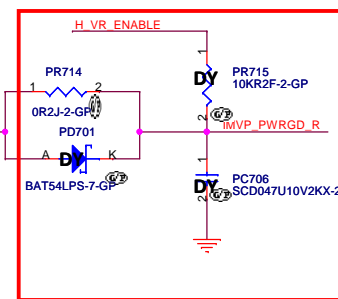 H_VR_ENABLE
PR714
1 2
0R2J-2-GP
PD701
A DY K
BAT54LPS-7-GP
1
DY
PR715
10KR2F-2-GP
2
IMVP_PWRGD_R
1
DY
PC706
SCD047U10V2KX-2
2